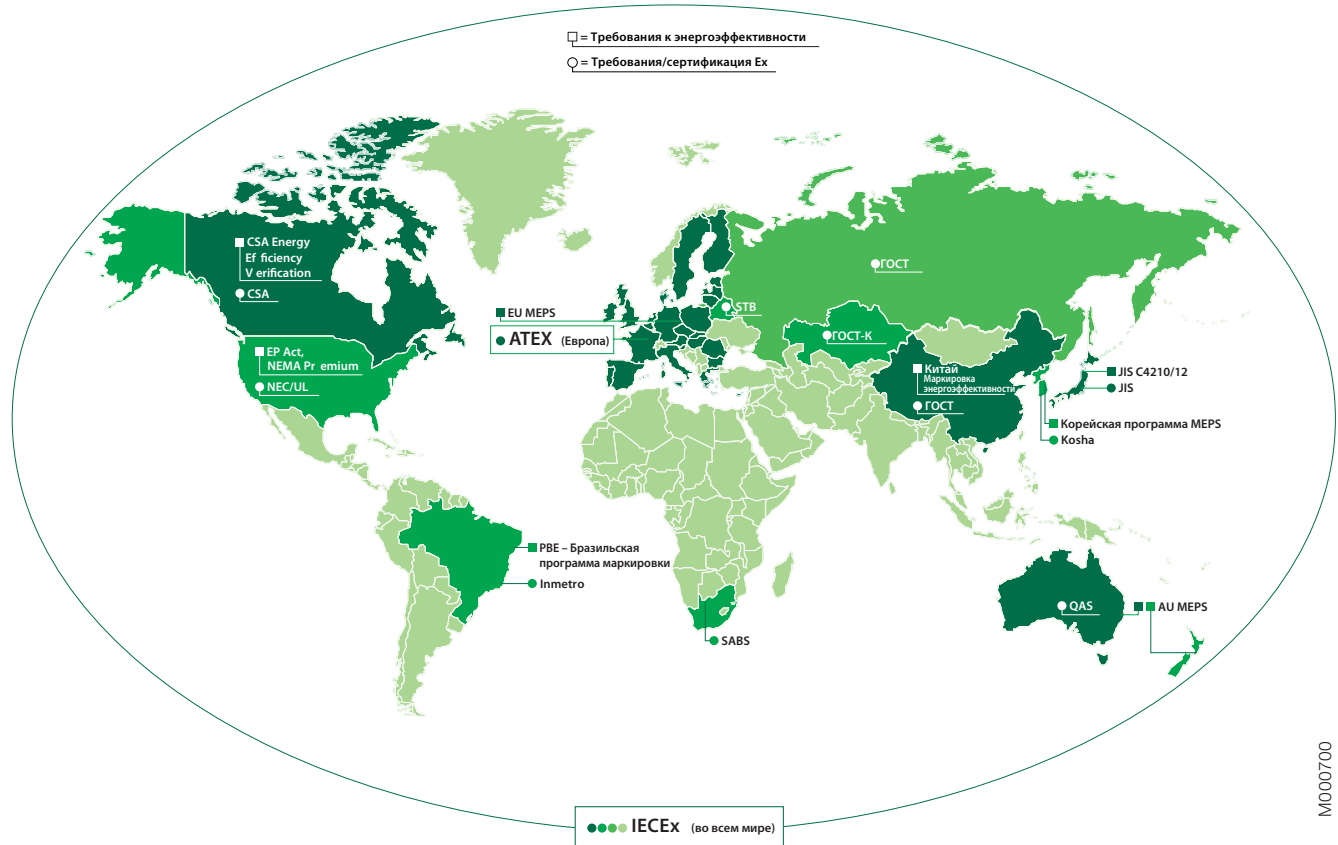 = Требования к энергоэффективности
= Требования/сертификация Ex
CSA Energy
Ef ficiency
V erification
CSA
EP Act,
NEMA Pr emium
NEC/UL
EU MEPS
ATEX (Европа)
STB
ГОСТ
ГОСТ-К
Китай
Маркировка
энергоэффективности
ГОСТ
JIS C4210/12
JIS
Корейская программа MEPS
Kosha
PBE – Бразильская
программа маркировки
Inmetro
SABS
QAS
AU MEPS
IECEx (во всем мире)
M000700